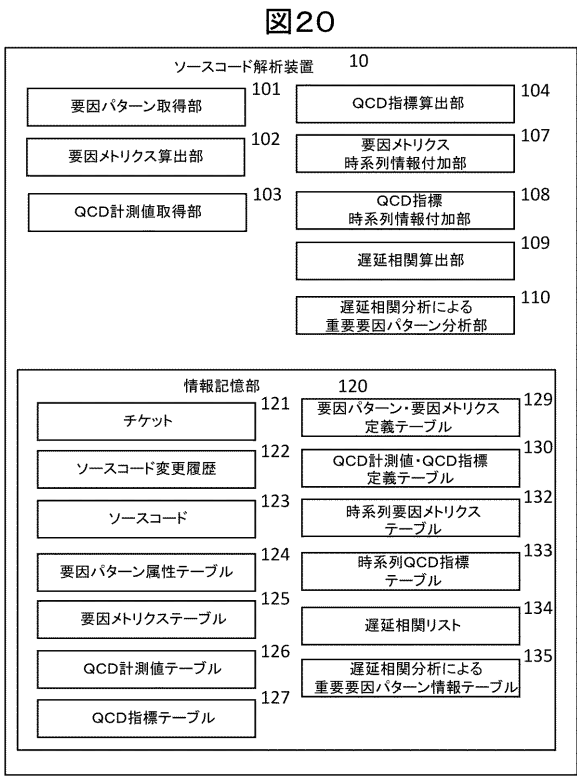 図20
ソースコード解析装置 10
要因パターン取得部 101
要因メトリクス算出部 102
QCD計測値取得部 103
QCD指標算出部 104
要因メトリクス 107
時系列情報付加部
QCD指標 108
時系列情報付加部
遅延相関算出部 109
遅延相関分析による 110
重要要因パターン分析部
情報記憶部 120
チケット 121
ソースコード変更履歴 122
ソースコード 123
要因パターン属性テーブル 124
要因メトリクステーブル 125
QCD計測値テーブル 126
QCD指標テーブル 127
要因パターン・要因メトリクス 129
定義テーブル
QCD計測値・QCD指標 130
定義テーブル
時系列要因メトリクス 132
テーブル
時系列QCD指標 133
テーブル
遅延相関リスト 134
遅延相関分析による 135
重要要因パターン情報テーブル